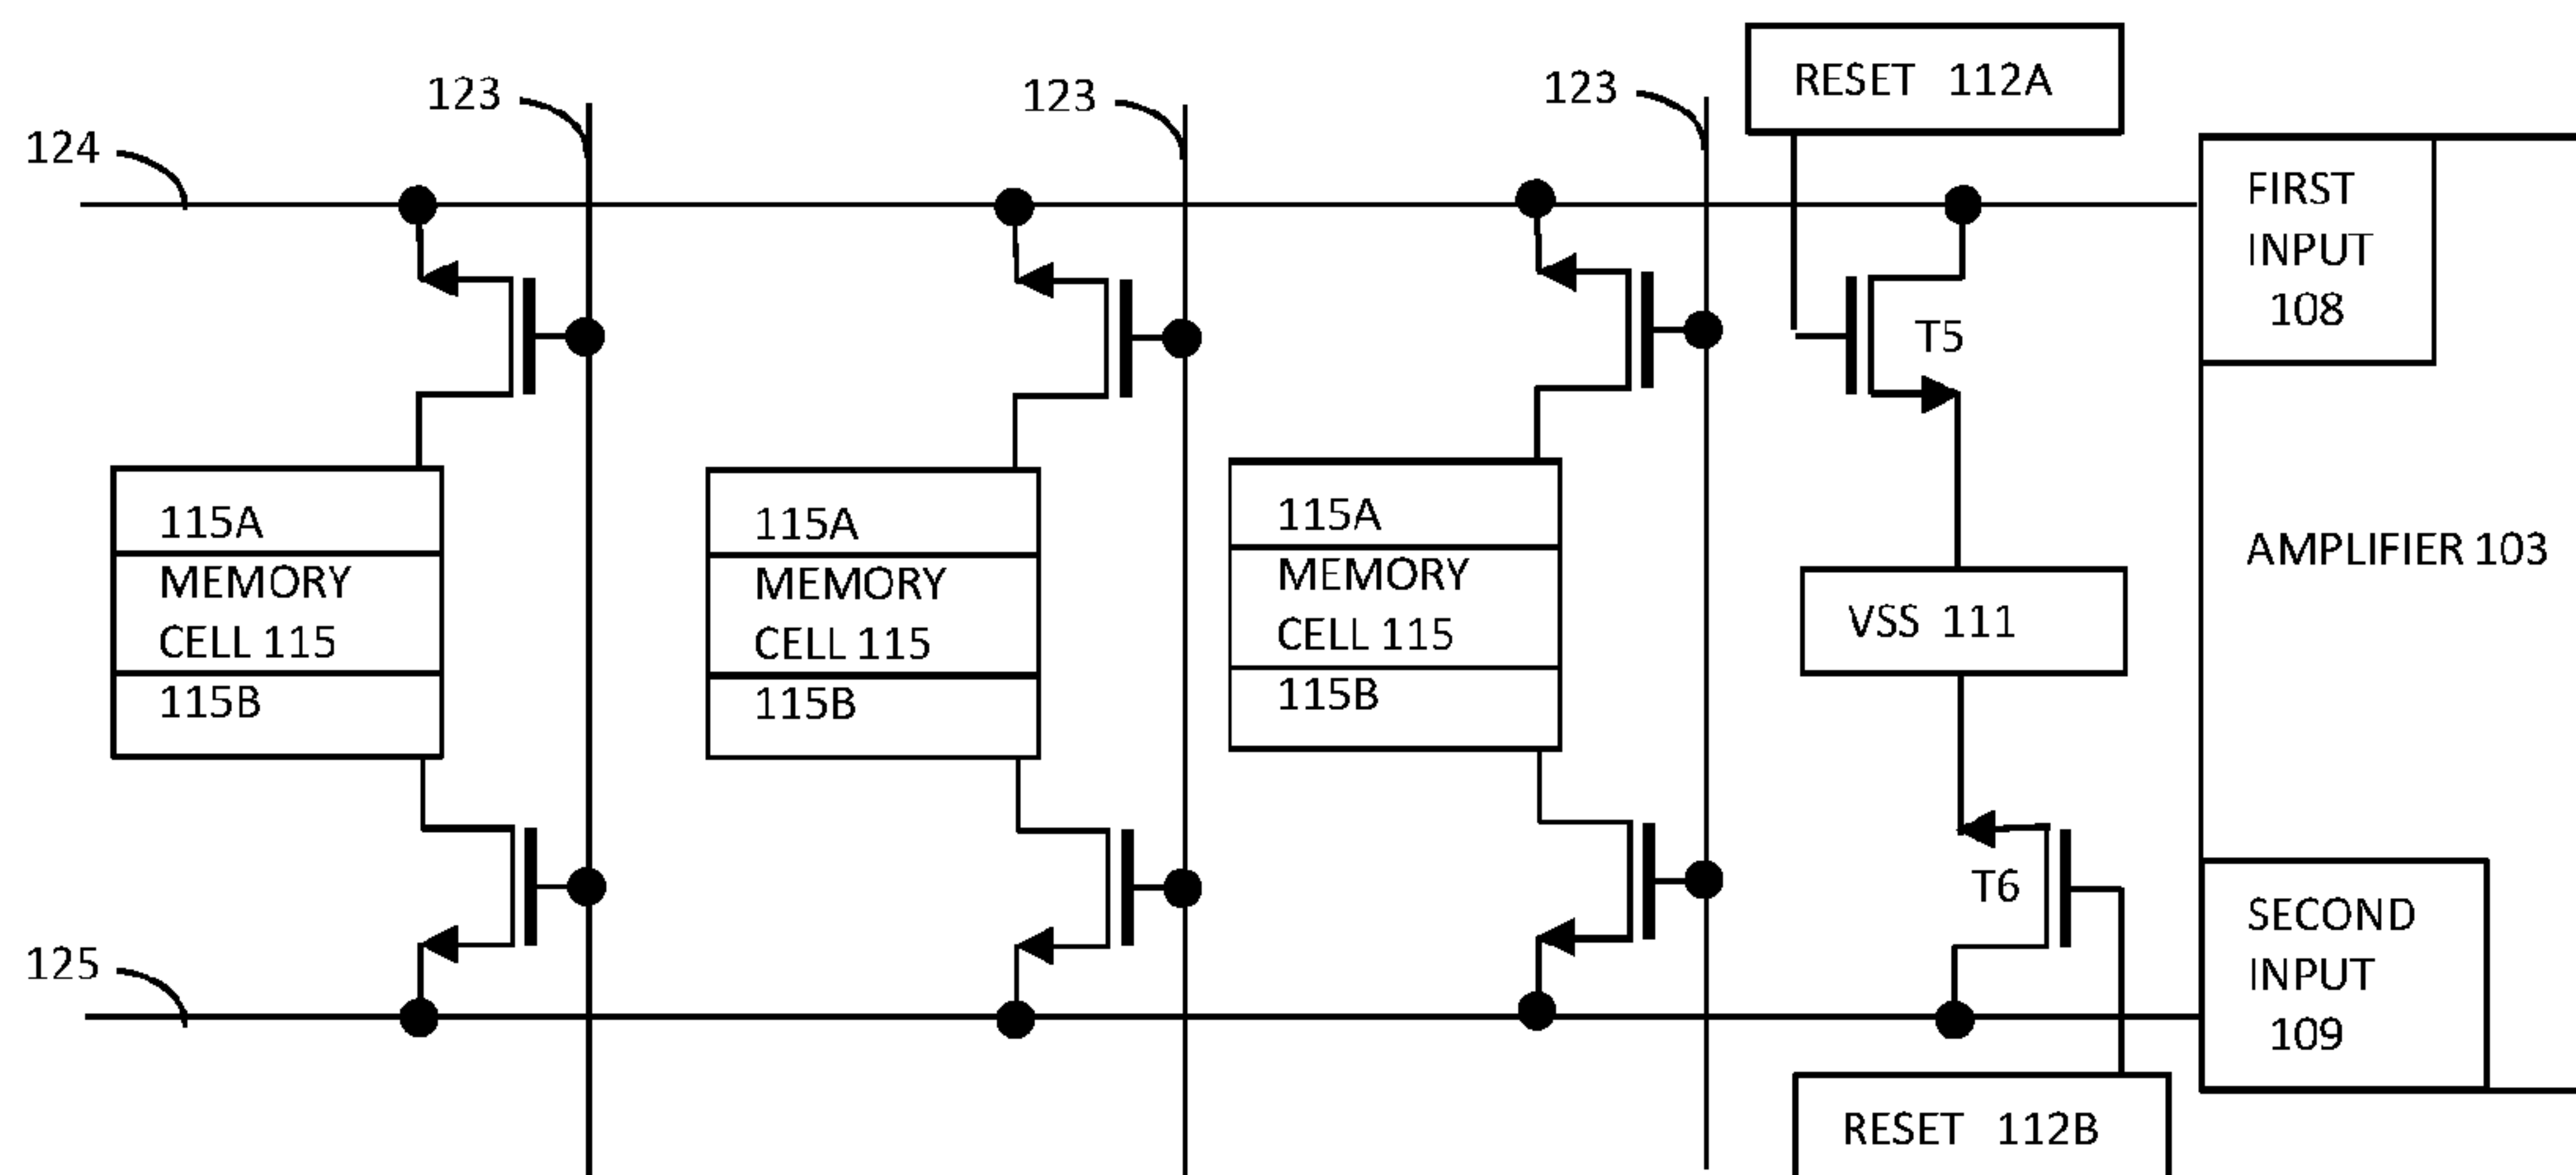 RESET 112A
123
123
123
124
FIRST
INPUT
108
T5
115A
MEMORY
CELL 115
115B
115A
MEMORY
CELL 115
115B
115A
MEMORY
CELL 115
115B
VSS 111
AMPLIFIER 103
T6
125
SECOND
INPUT
109
RESET 112B